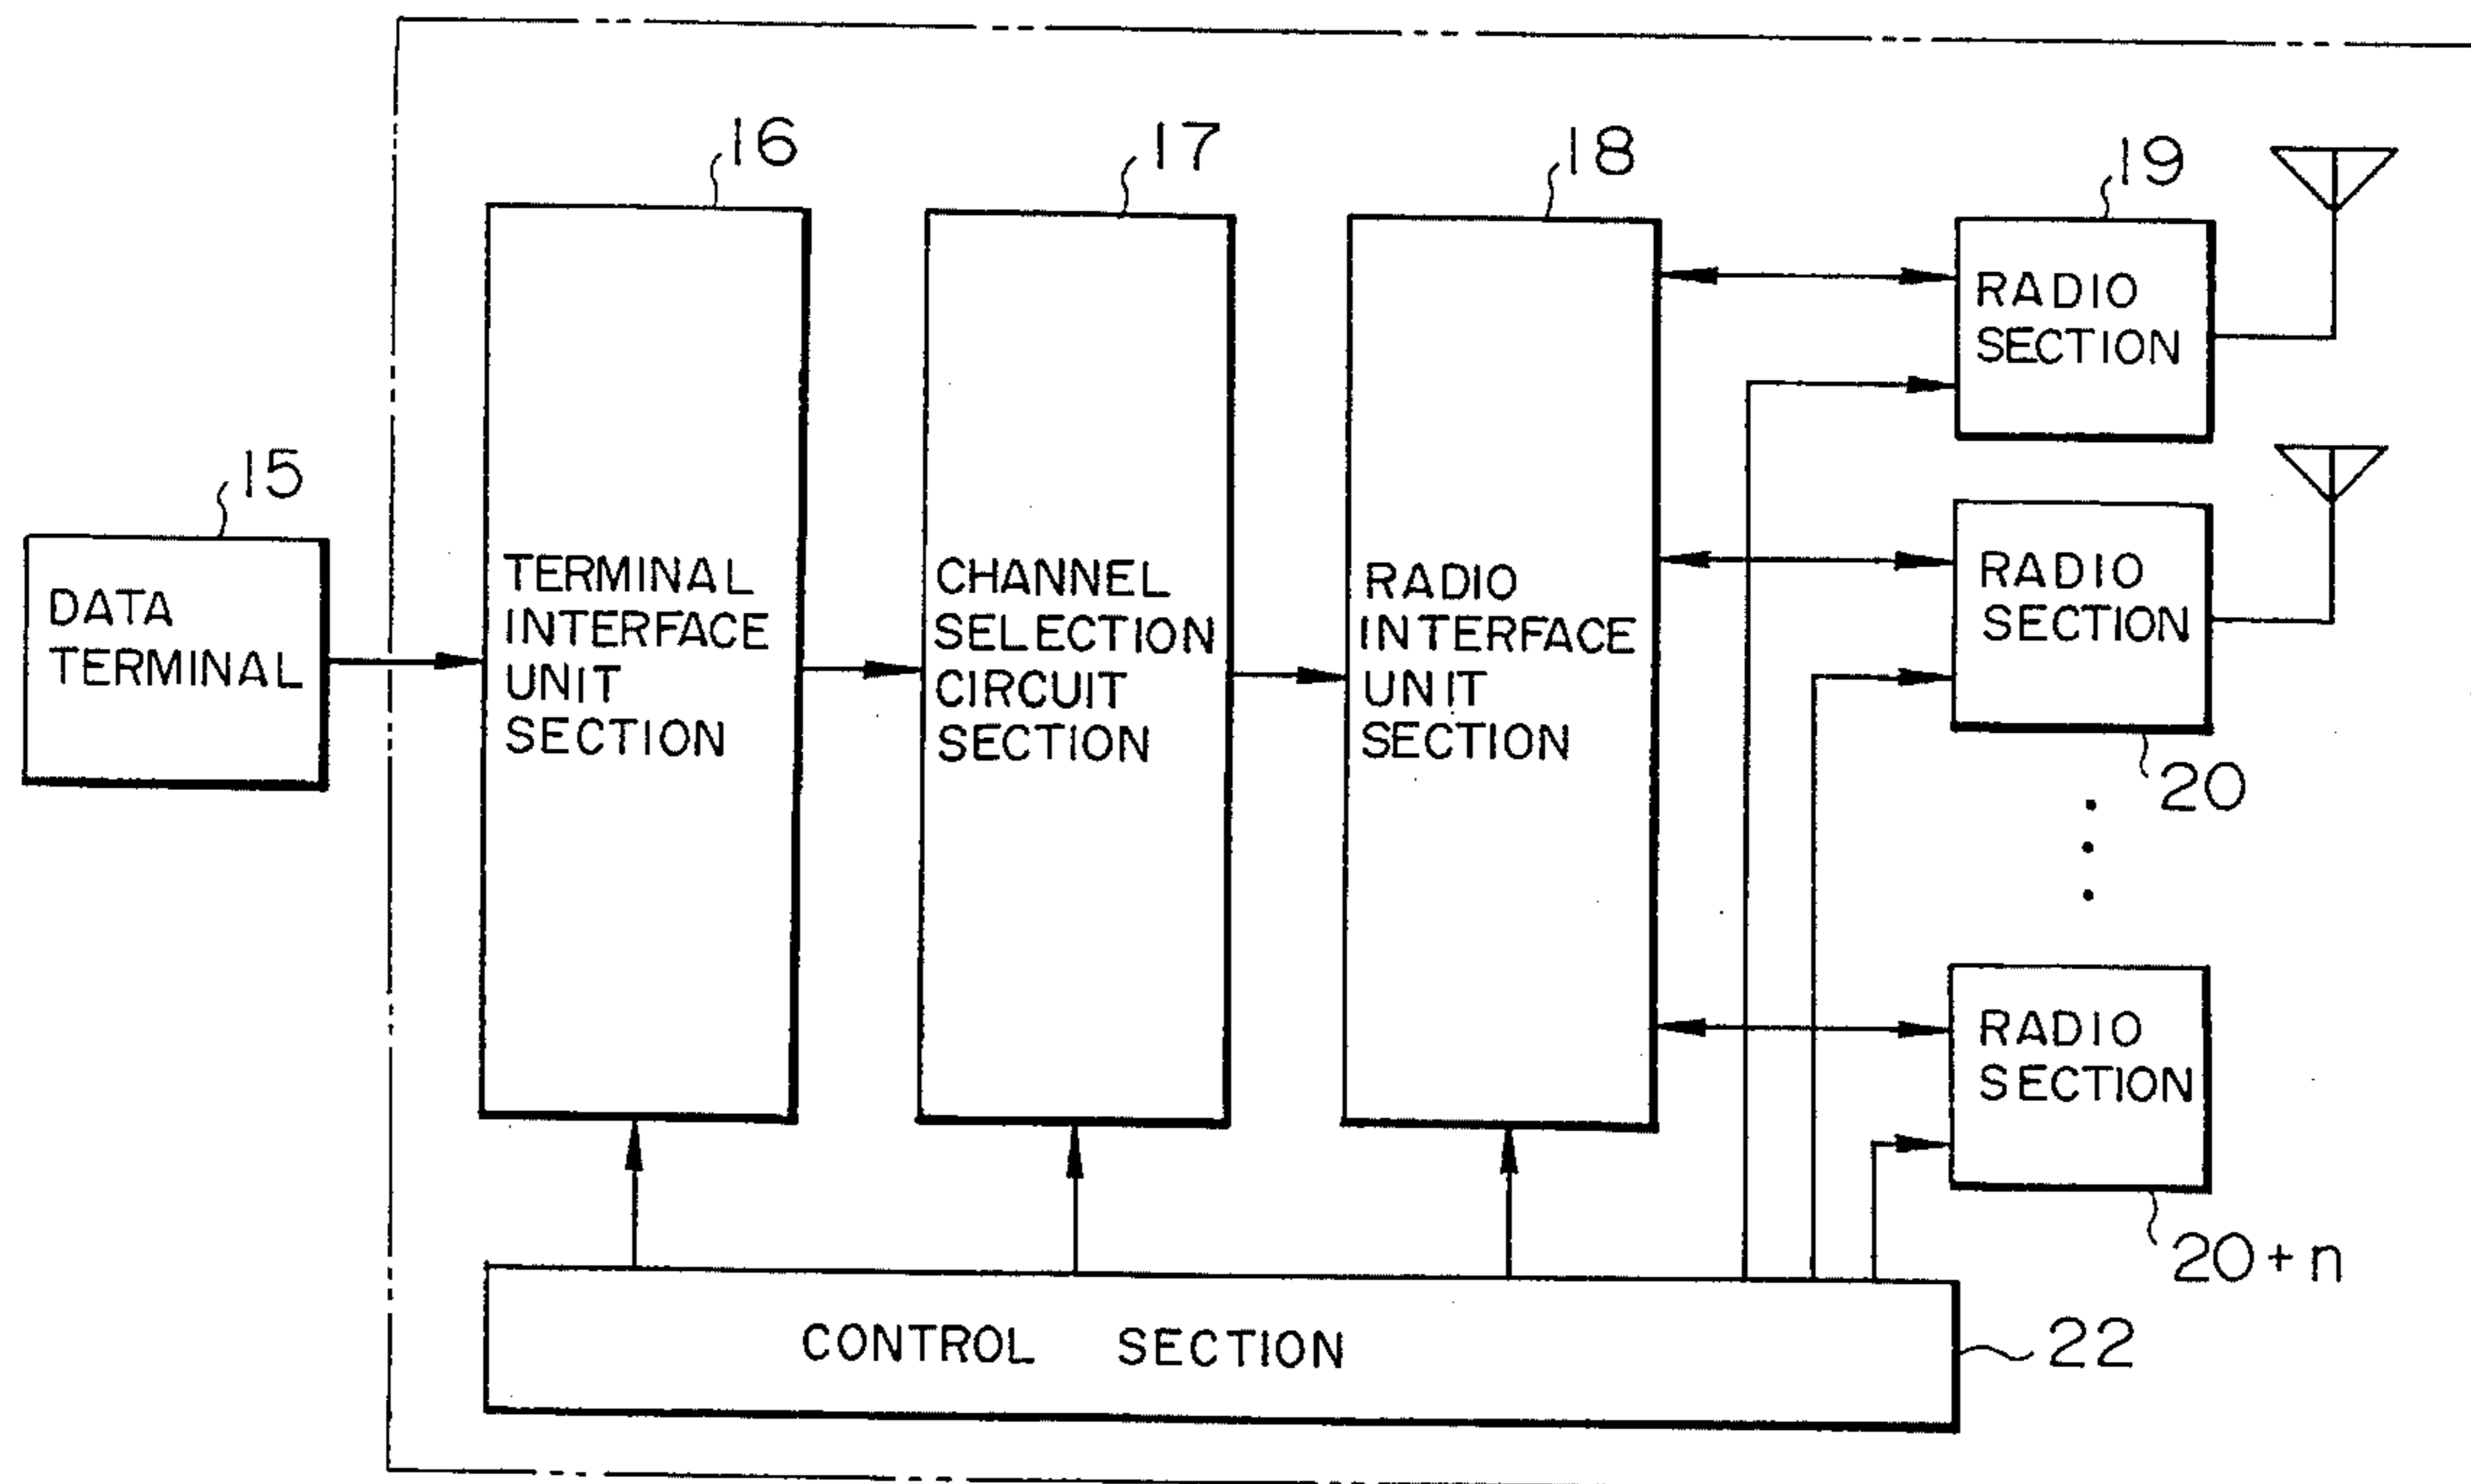 16
17
18
19
15
DATA
TERMINAL
TERMINAL
INTERFACE
UNIT
SECTION
CHANNEL
SELECTION
CIRCUIT
SECTION
RADIO
INTERFACE
UNIT
SECTION
RADIO
SECTION
RADIO
SECTION
20
RADIO
SECTION
20+n
CONTROL SECTION
22